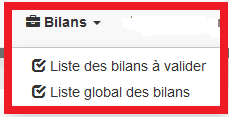 Bilans
Liste des bilans à valider
Liste global des bilans